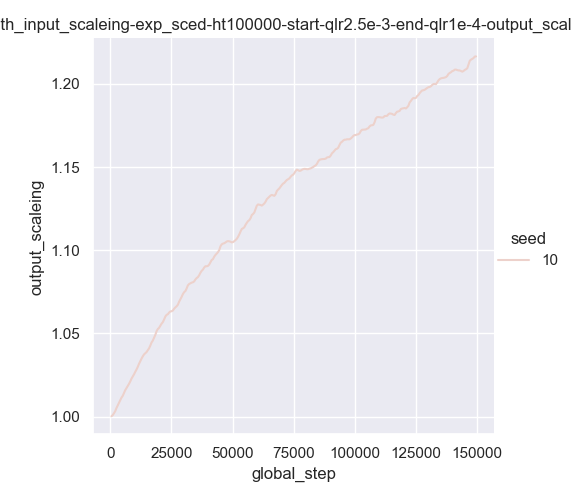 th_input_scaleing-exp_sced-ht100000-start-qlr2.5e-3-end-qlr1e-4-output_scal
1.20
1.15
1.10
1.05
1.00
output_scaleing
seed
10
0 25000 50000 75000 100000 125000 150000
global_step